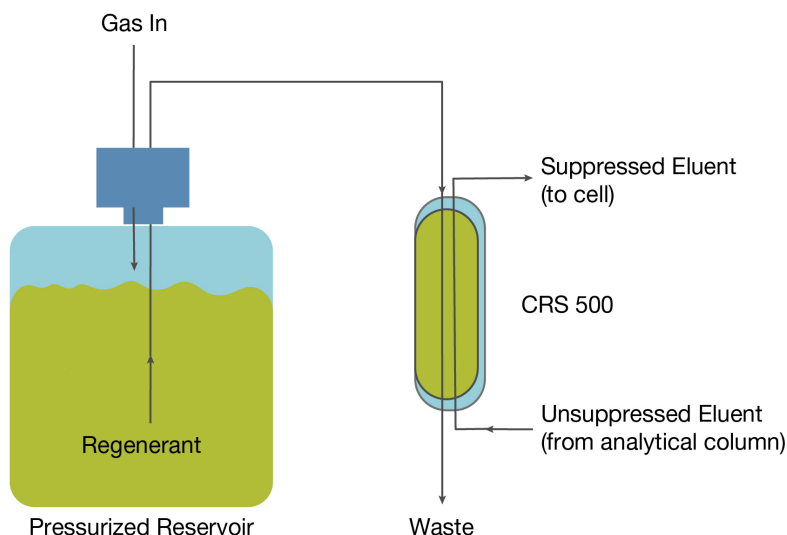 Gas In
Suppressed Eluent
(to cell)
CRS 500
Unsuppressed Eluent
(from analytical column)
Regenerant
Pressurized Reservoir
Waste